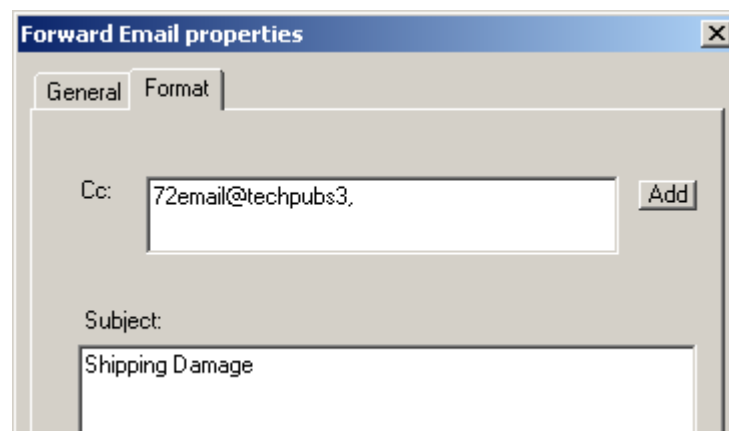 Forward Email properties
General Format
Cc: 72email@techpubs3, Add
Subject:
Shipping Damage